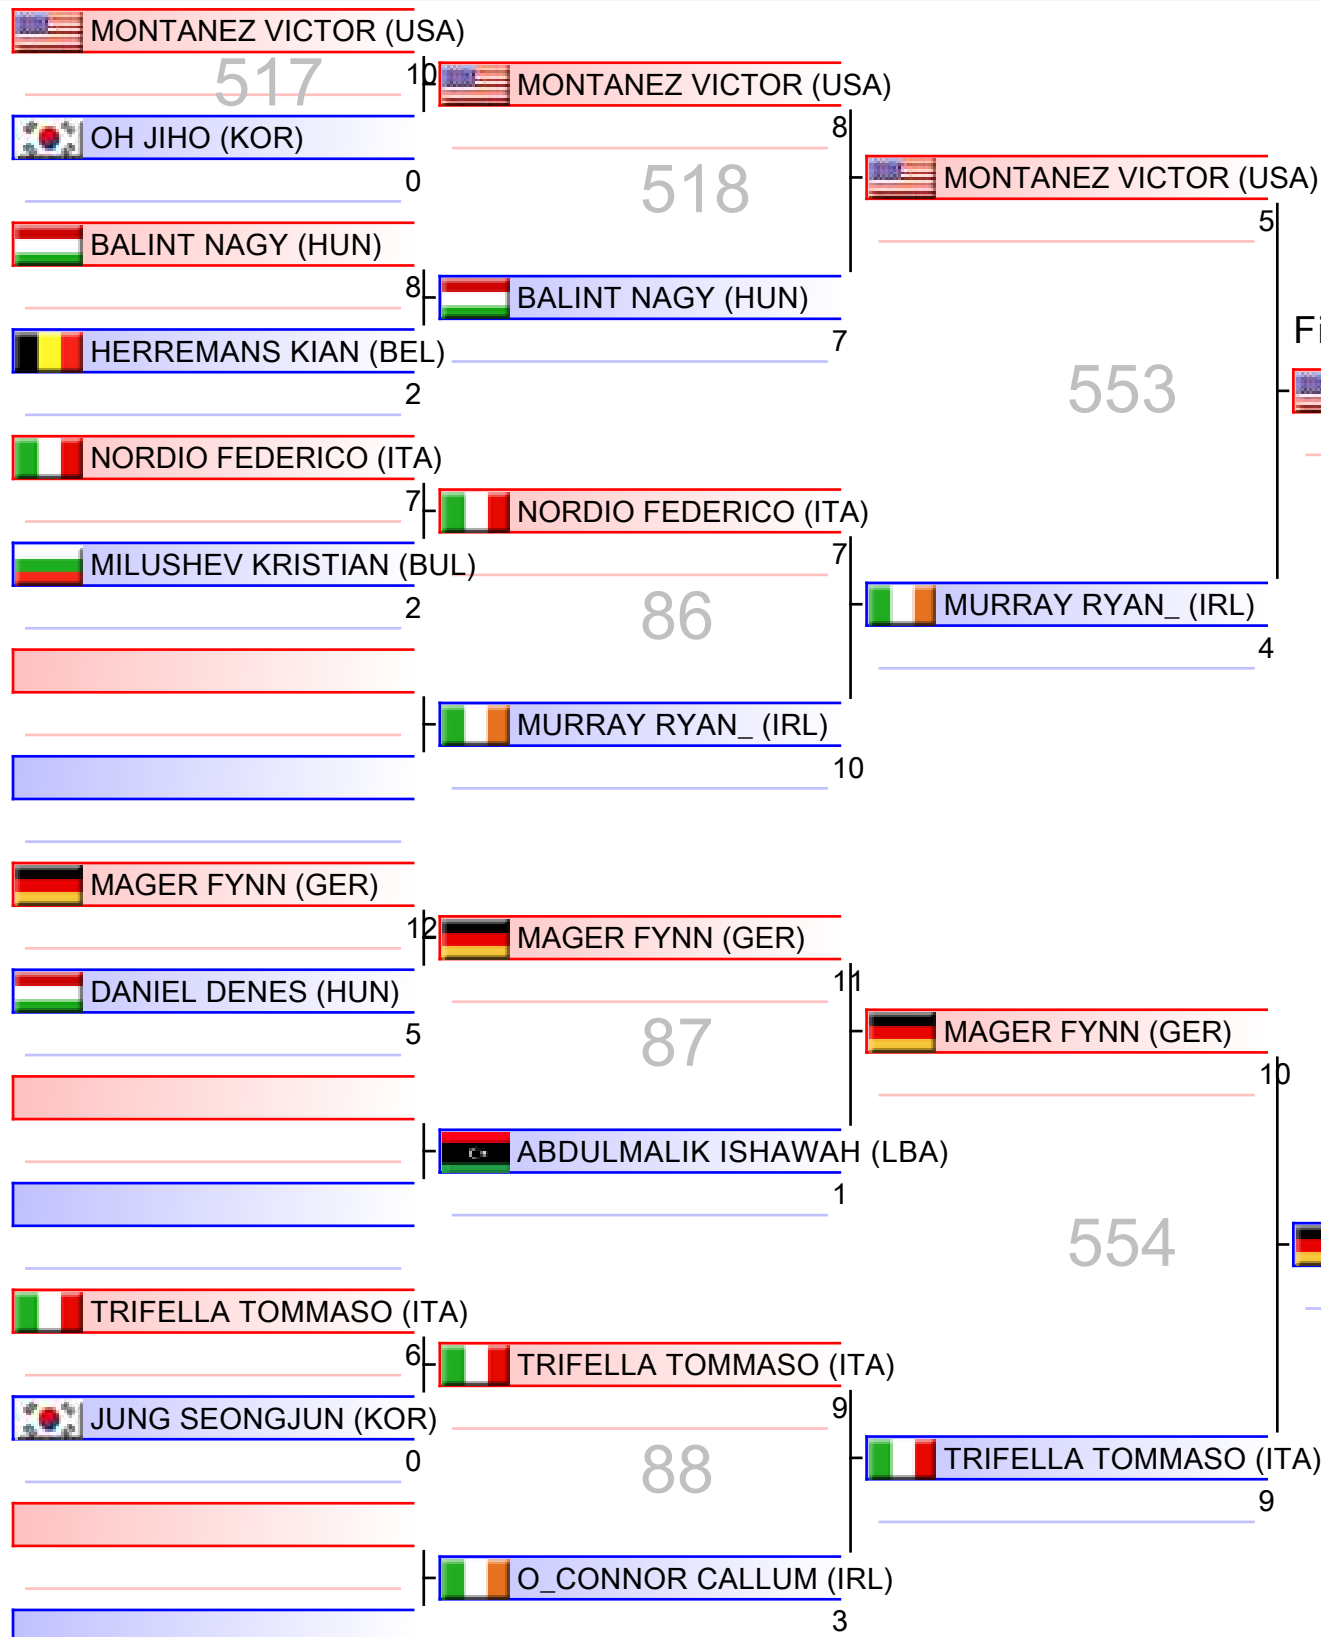 MONTANEZ VICTOR (USA)
10
517
OH JIHO (KOR)
0
BALINT NAGY (HUN)
8
HERREMANS KIAN (BEL)
2
NORDIO FEDERICO (ITA)
7
MILUSHEV KRISTIAN (BUL)
2
MAGER FYNN (GER)
12
DANIEL DENES (HUN)
5
TRIFELLA TOMMASO (ITA)
6
JUNG SEONGJUN (KOR)
0
MONTANEZ VICTOR (USA)
8
518
BALINT NAGY (HUN)
7
NORDIO FEDERICO (ITA)
7
86
MURRAY RYAN_ (IRL)
10
MAGER FYNN (GER)
11
87
ABDULMALIK ISHAWAH (LBA)
1
TRIFELLA TOMMASO (ITA)
9
88
O_CONNOR CALLUM (IRL)
3
MONTANEZ VICTOR (USA)
5
553
MURRAY RYAN_ (IRL)
4
MAGER FYNN (GER)
10
554
TRIFELLA TOMMASO (ITA)
9